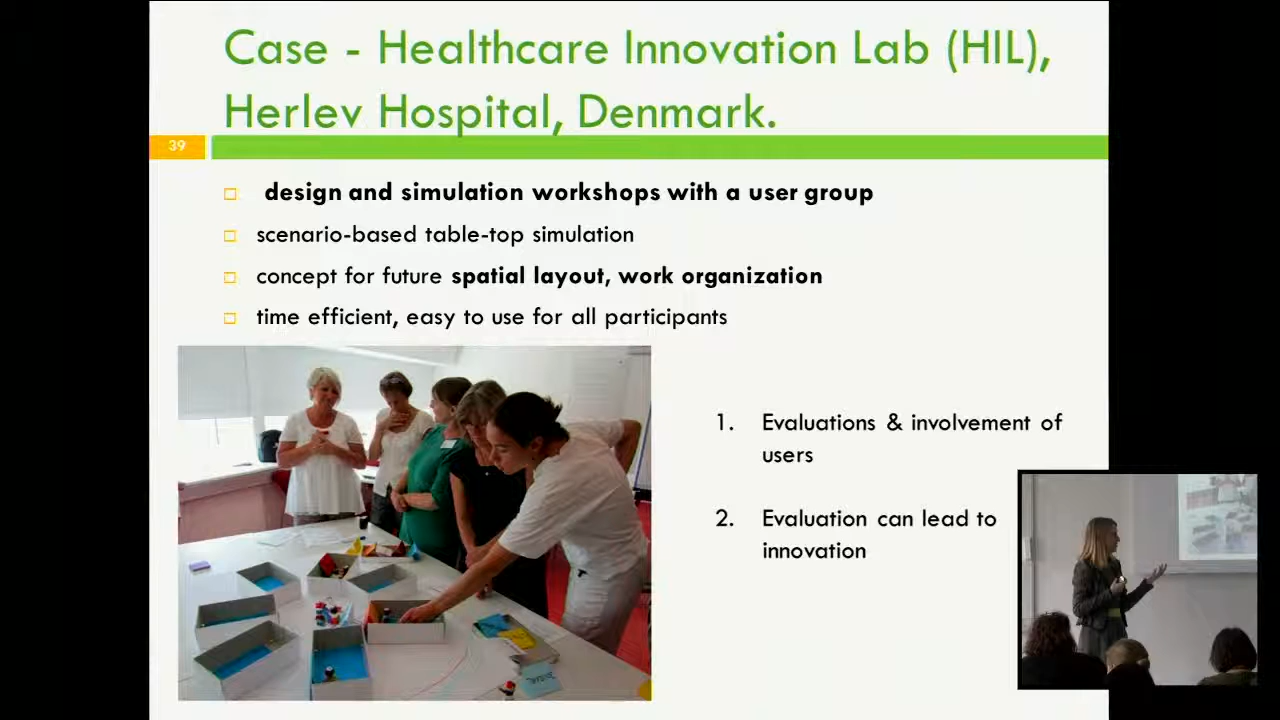 Case - Healthcare Innovation Lab (HIL),
Herlev Hospital, Denmark.
39
design and simulation workshops with a user group
scenario-based table-top simulation
concept for future spatial layout, work organization
time efficient, easy to use for all participants
1. Evaluations & involvement of
users
2. Evaluation can lead to
innovation